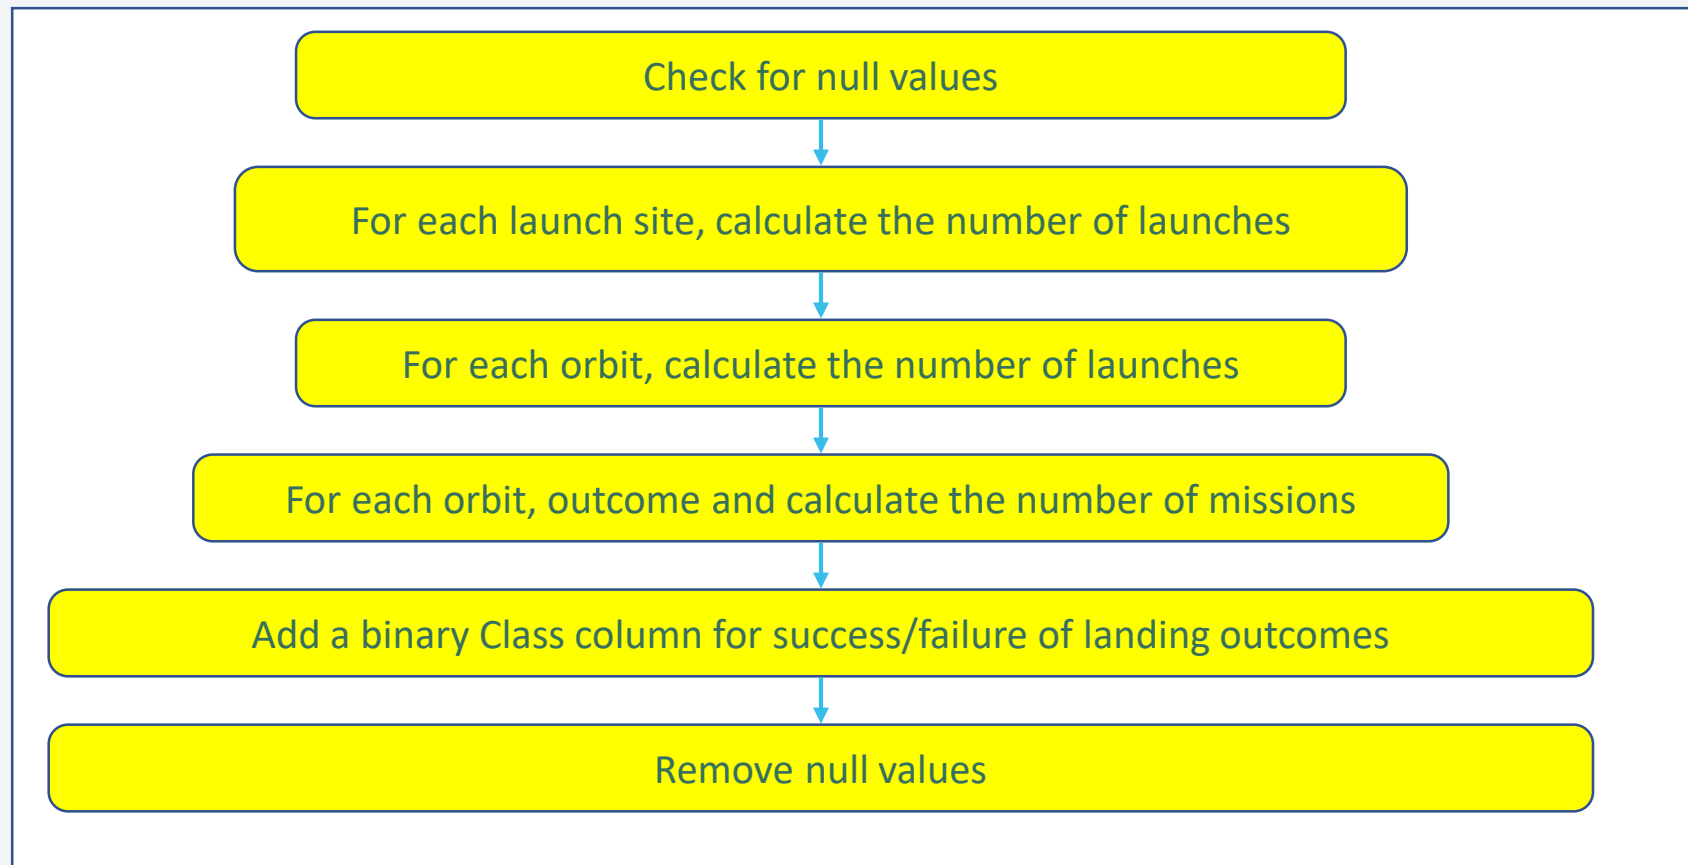 Check for null values
For each launch site, calculate the number of launches
For each orbit, calculate the number of launches
For each orbit, outcome and calculate the number of missions
Add a binary Class column for success/failure of landing outcomes
Remove null values